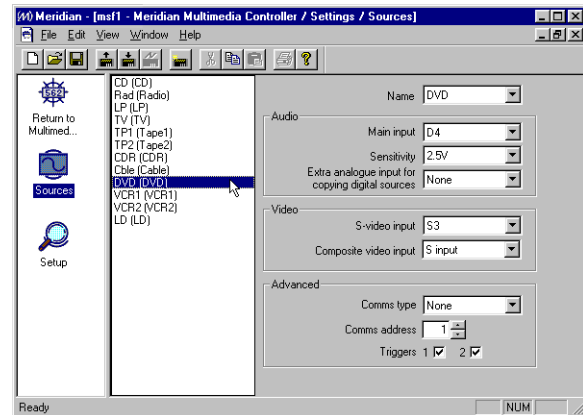 Meridian - [msf1 - Meridian Multimedia Controller / Settings / Sources]
File Edit View Window Help
562
Return to
Multimed...
Sources
Setup
CD (CD)
Rad (Radio)
LP (LP)
TV (TV)
TP1 (Tape1)
TP2 (Tape2)
CDR (CDR)
Cble (Cable)
DVD (DVD)
VCR1 (VCR1)
VCR2 (VCR2)
LD (LD)
Name DVD
Audio
Main input D4
Sensitivity 2.5V
Extra analogue input for
copying digital sources None
Video
S-video input S3
Composite video input S input
Advanced
Comms type None
Comms address 1
Triggers 1 2
Ready NUM